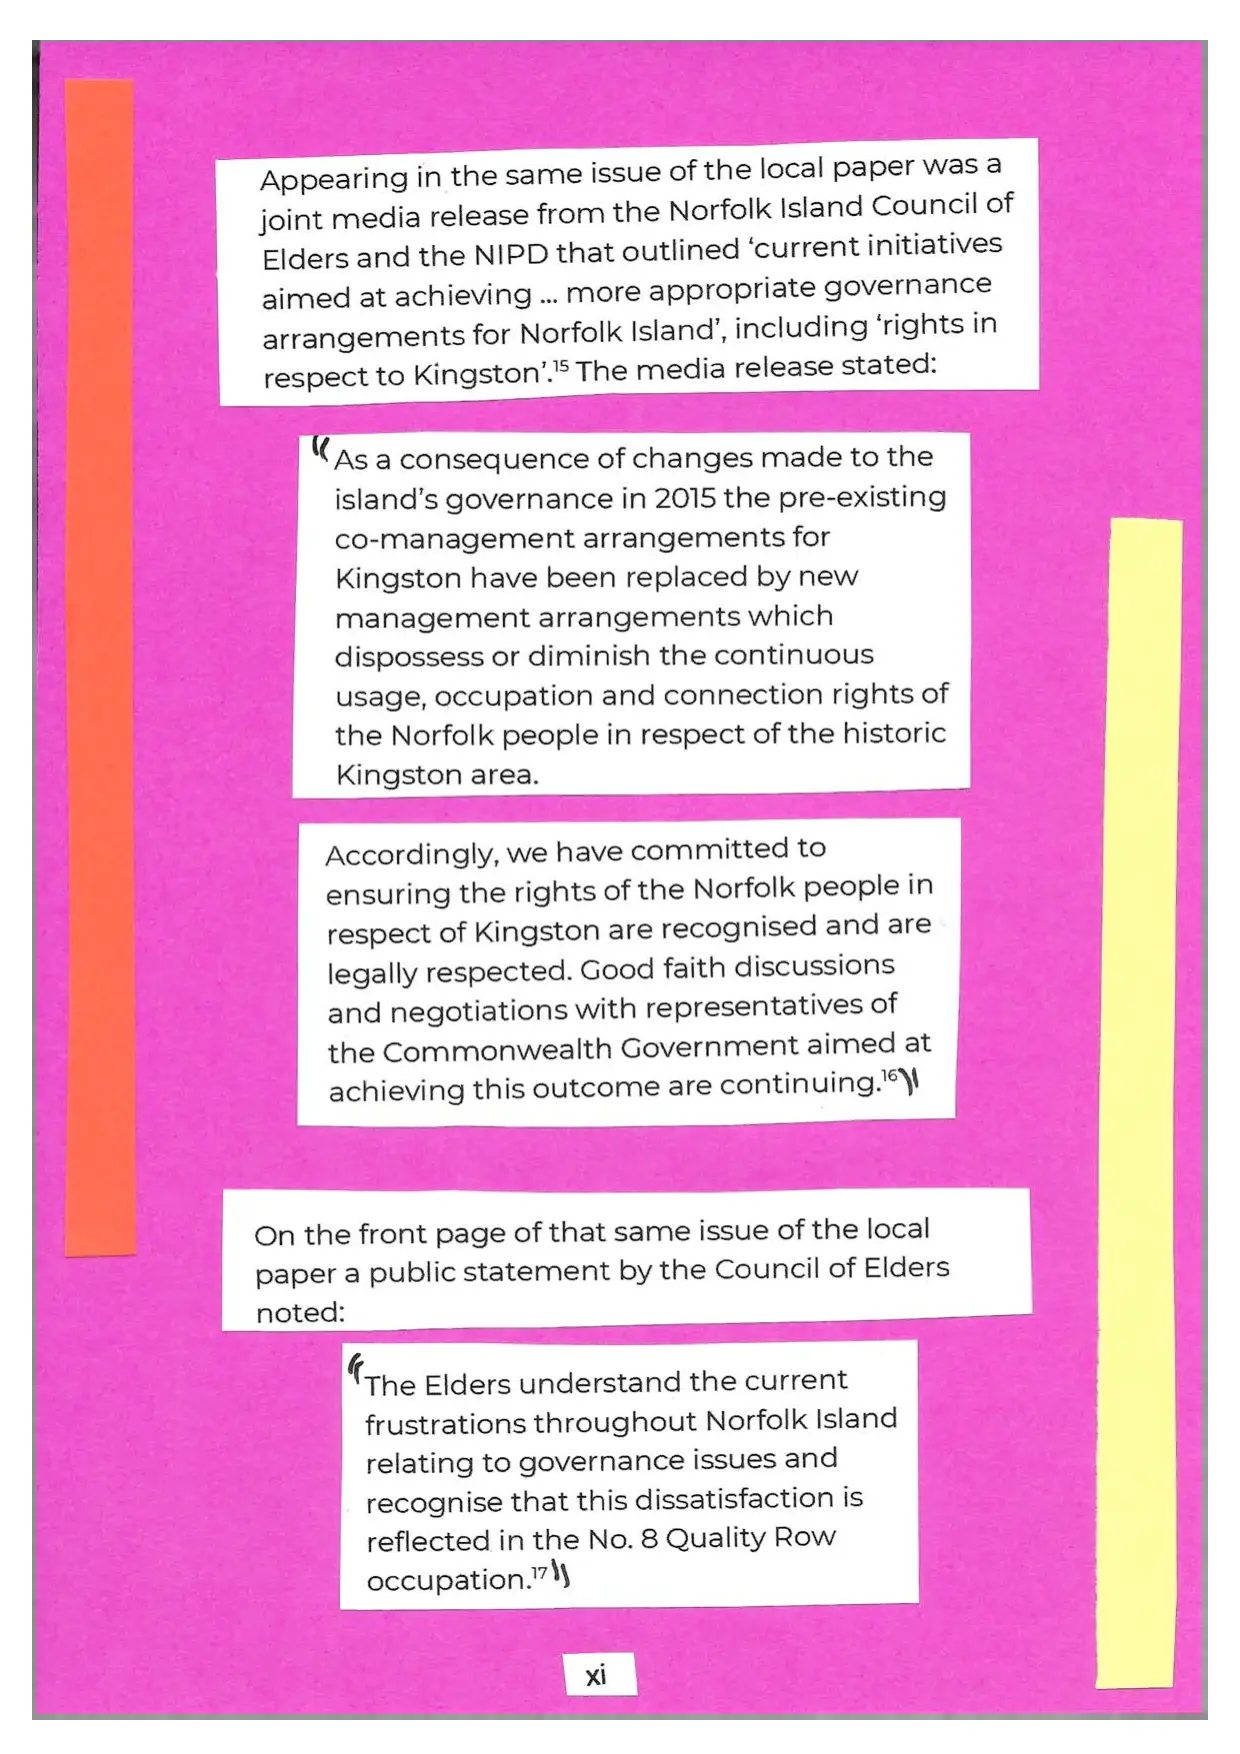 Appearing in the same issue of the local paper was a
joint media release from the Norfolk Island Council of
Elders and the NIPD that outlined ‘current initiatives
aimed at achieving ... more appropriate governance
arrangements for Norfolk Island’, including ‘rights in
respect to Kingston’.¹⁵ The media release stated:
“As a consequence of changes made to the
island’s governance in 2015 the pre-existing
co-management arrangements for
Kingston have been replaced by new
management arrangements which
dispossess or diminish the continuous
usage, occupation and connection rights of
the Norfolk people in respect of the historic
Kingston area.
Accordingly, we have committed to
ensuring the rights of the Norfolk people in
respect of Kingston are recognised and are
legally respected. Good faith discussions
and negotiations with representatives of
the Commonwealth Government aimed at
achieving this outcome are continuing.¹⁶”
On the front page of that same issue of the local
paper a public statement by the Council of Elders
noted:
“The Elders understand the current
frustrations throughout Norfolk Island
relating to governance issues and
recognise that this dissatisfaction is
reflected in the No. 8 Quality Row
occupation.¹⁷”
xi